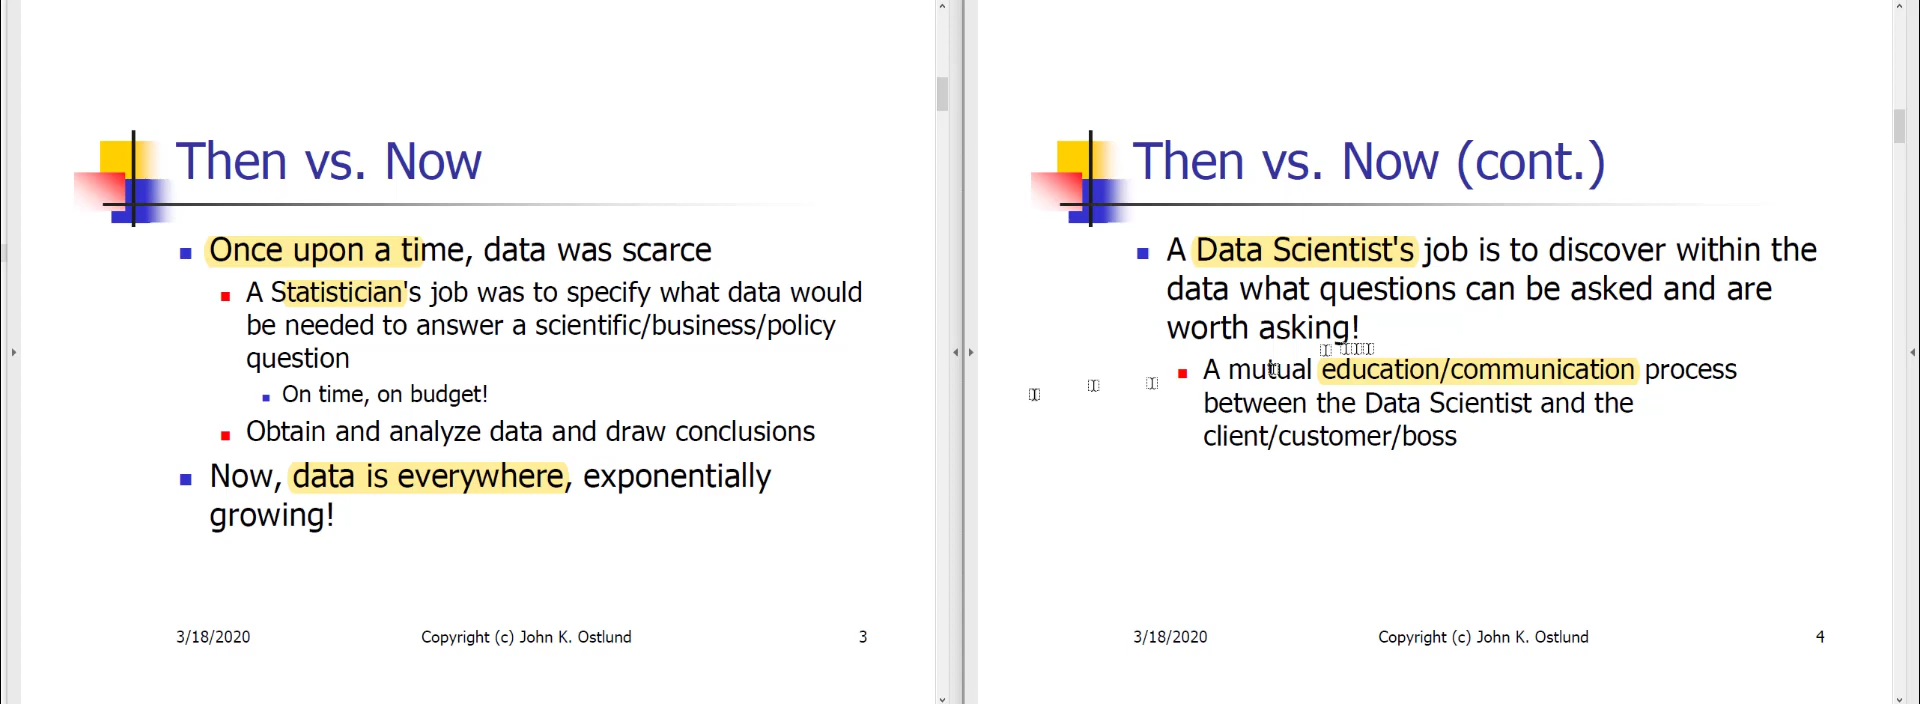 Then vs. Now
Once upon a time, data was scarce
A Statistician's job was to specify what data would
be needed to answer a scientific/business/policy
question
On time, on budget!
Obtain and analyze data and draw conclusions
Now, data is everywhere, exponentially
growing!
3/18/2020 Copyright (c) John K. Ostlund 3
Then vs. Now (cont.)
A Data Scientist's job is to discover within the
data what questions can be asked and are
worth asking!
A mutual education/communication process
between the Data Scientist and the
client/customer/boss
3/18/2020 Copyright (c) John K. Ostlund 4